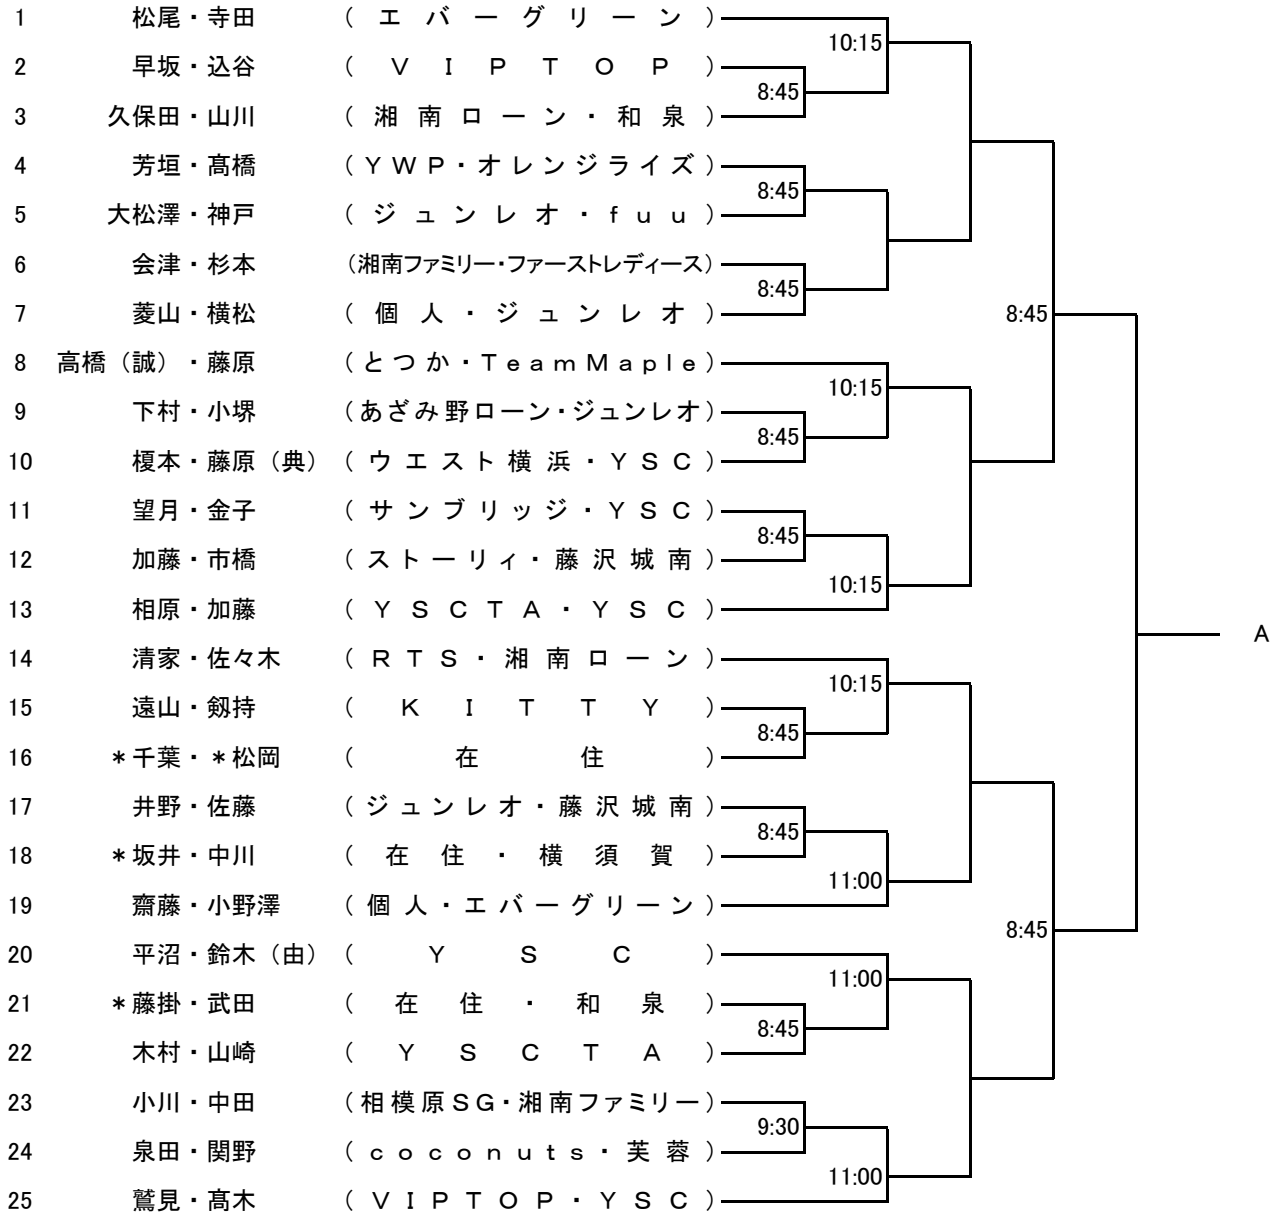 1 松尾・寺田 (エバーグリーン)
10:15
2 早坂・込谷 (ＶＩＰＴＯＰ)
8:45
3 久保田・山川 (湘南ローン・和泉)
4 芳垣・髙橋 (ＹＷＰ・オレンジライズ)
8:45
5 大松澤・神戸 (ジュンレオ・ｆｕｕ)
6 会津・杉本 (湘南ファミリー・ファーストレディース)
8:45
7 菱山・横松 (個人・ジュンレオ)
8:45
8 高橋（誠）・藤原 (とつか・ＴｅａｍＭａｐｌｅ)
10:15
9 下村・小堺 (あざみ野ローン・ジュンレオ)
8:45
10 榎本・藤原（典） (ウエスト横浜・ＹＳＣ)
11 望月・金子 (サンブリッジ・ＹＳＣ)
8:45
12 加藤・市橋 (ストーリィ・藤沢城南)
10:15
13 相原・加藤 (ＹＳＣＴＡ・ＹＳＣ)
A
14 清家・佐々木 (ＲＴＳ・湘南ローン)
10:15
15 遠山・剱持 (ＫＩＴＴＹ)
8:45
16 *千葉・*松岡 (在住)
17 井野・佐藤 (ジュンレオ・藤沢城南)
8:45
18 *坂井・中川 (在住・横須賀)
11:00
19 齋藤・小野澤 (個人・エバーグリーン)
8:45
20 平沼・鈴木（由） (ＹＳＣ)
11:00
21 *藤掛・武田 (在住・和泉)
8:45
22 木村・山崎 (ＹＳＣＴＡ)
23 小川・中田 (相模原ＳＧ・湘南ファミリー)
9:30
24 泉田・関野 (ｃｏｃｏｎｕｔｓ・芙蓉)
11:00
25 鷲見・髙木 (ＶＩＰＴＯＰ・ＹＳＣ)